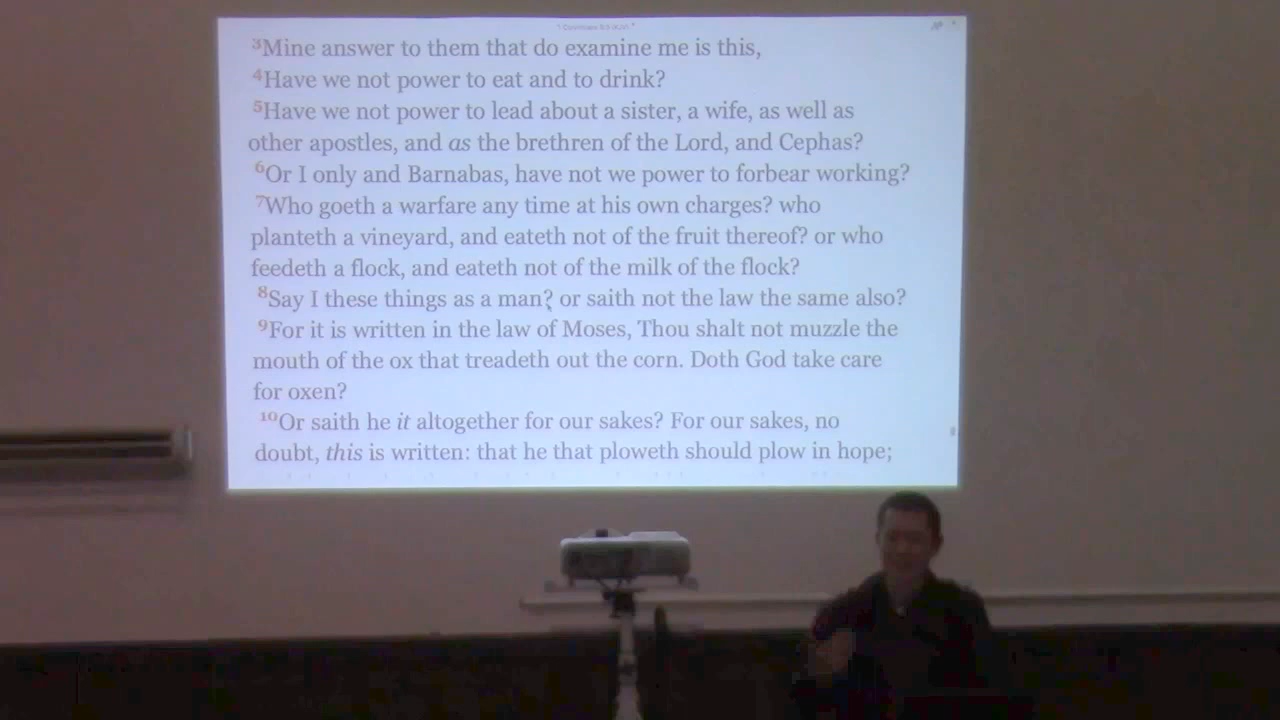 ³Mine answer to them that do examine me is this,
⁴Have we not power to eat and to drink?
⁵Have we not power to lead about a sister, a wife, as well as
other apostles, and as the brethren of the Lord, and Cephas?
⁶Or I only and Barnabas, have not we power to forbear working?
⁷Who goeth a warfare any time at his own charges? who
planteth a vineyard, and eateth not of the fruit thereof? or who
feedeth a flock, and eateth not of the milk of the flock?
⁸Say I these things as a man? or saith not the law the same also?
⁹For it is written in the law of Moses, Thou shalt not muzzle the
mouth of the ox that treadeth out the corn. Doth God take care
for oxen?
¹⁰Or saith he it altogether for our sakes? For our sakes, no
doubt, this is written: that he that ploweth should plow in hope;